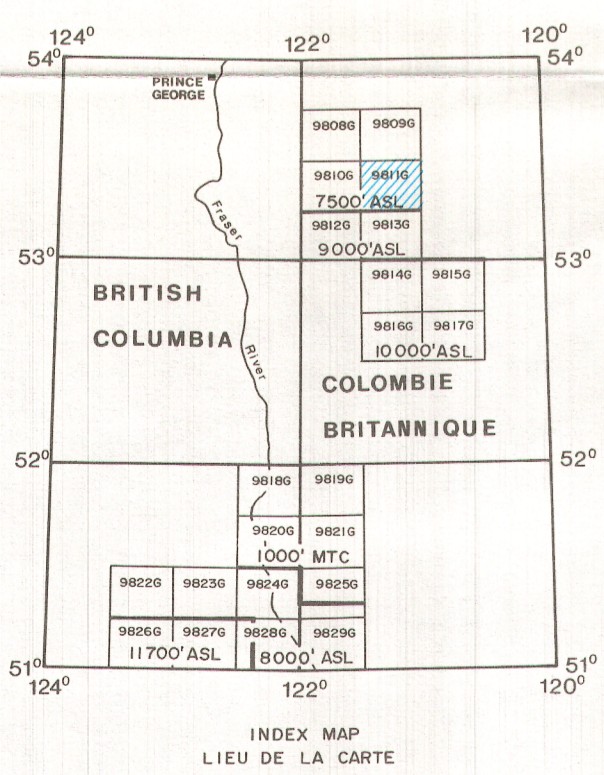 124° 122° 120°
54° 54°
PRINCE
GEORGE
9808G 9809G
9810G 9811G
7500' ASL
Fraser
9812G 9813G
9000' ASL
53° 53°
9814G 9815G
BRITISH
9816G 9817G
COLUMBIA
10000' ASL
River
COLOMBIE
BRITANNIQUE
52° 52°
9818G 9819G
9820G 9821G
1000' MTC
9822G 9823G 9824G 9825G
9826G 9827G 9828G 9829G
11700' ASL 8000' ASL
51° 51°
124° 122° 120°
INDEX MAP
LIEU DE LA CARTE